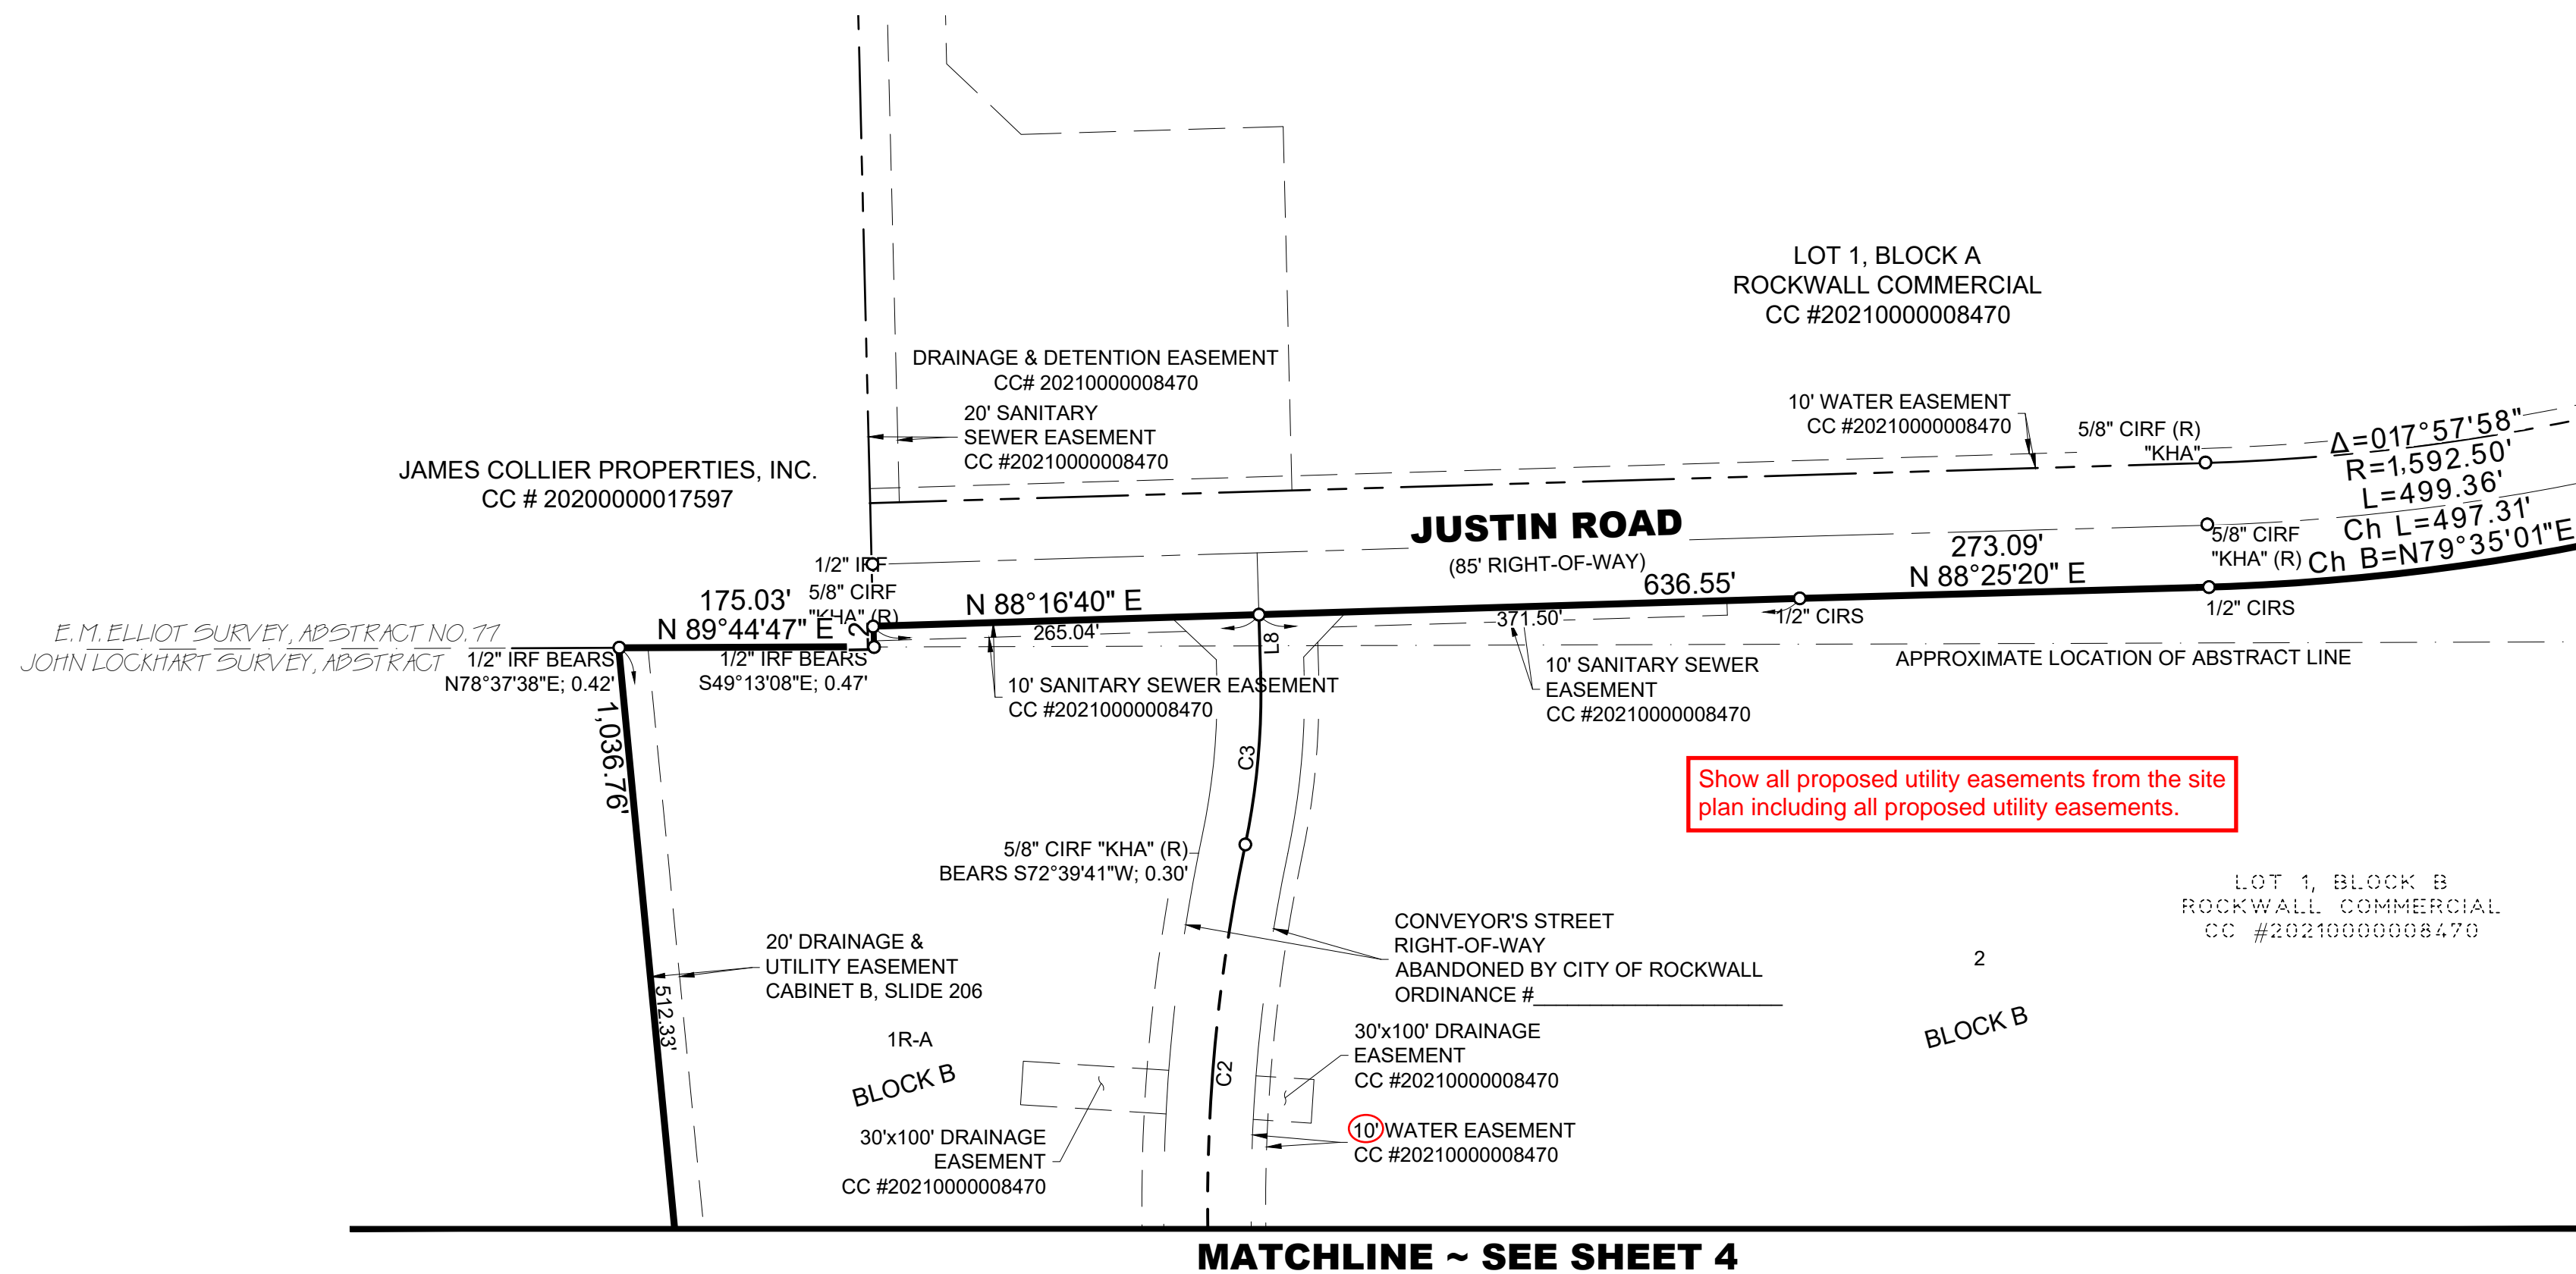 LOT 1, BLOCK A
ROCKWALL COMMERCIAL
CC #20210000008470
DRAINAGE & DETENTION EASEMENT
CC# 20210000008470
20' SANITARY
SEWER EASEMENT
CC #20210000008470
10' WATER EASEMENT
CC #20210000008470
5/8" CIRF (R)
"KHA"
Δ=017°57'58"
R=1,592.50'
L=499.36'
Ch L=497.31'
Ch B=N79°35'01"E
JAMES COLLIER PROPERTIES, INC.
CC # 20200000017597
JUSTIN ROAD
(85' RIGHT-OF-WAY)
5/8" CIRF
"KHA" (R)
1/2" IRF
5/8" CIRF
"KHA" (R)
175.03'
N 89°44'47" E
N 88°16'40" E
265.04'
636.55'
371.50'
273.09'
N 88°25'20" E
1/2" CIRS
1/2" CIRS
E.M. ELLIOT SURVEY, ABSTRACT NO. 77
JOHN LOCKHART SURVEY, ABSTRACT
1/2" IRF BEARS
N78°37'38"E; 0.42'
1/2" IRF BEARS
S49°13'08"E; 0.47'
2
L8
APPROXIMATE LOCATION OF ABSTRACT LINE
10' SANITARY SEWER EASEMENT
CC #20210000008470
10' SANITARY SEWER
EASEMENT
CC #20210000008470
1,036.76'
C3
Show all proposed utility easements from the site
plan including all proposed utility easements.
5/8" CIRF "KHA" (R)
BEARS S72°39'41"W; 0.30'
LOT 1, BLOCK B
ROCKWALL COMMERCIAL
CC #20210000008470
20' DRAINAGE &
UTILITY EASEMENT
CABINET B, SLIDE 206
512.33'
CONVEYOR'S STREET
RIGHT-OF-WAY
ABANDONED BY CITY OF ROCKWALL
ORDINANCE #
2
BLOCK B
1R-A
BLOCK B
C2
30'x100' DRAINAGE
EASEMENT
CC #20210000008470
10' WATER EASEMENT
CC #20210000008470
30'x100' DRAINAGE
EASEMENT
CC #20210000008470
MATCHLINE ~ SEE SHEET 4